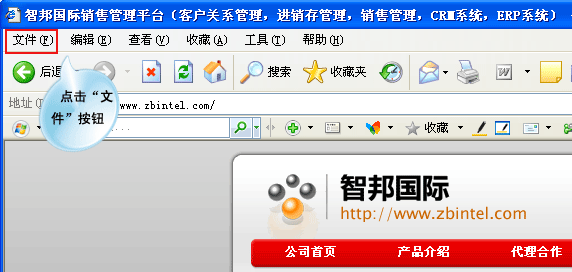 智邦国际销售管理平台（客户关系管理，进销存管理，销售管理，CRM系统，ERP系统）
文件(F) 编辑(E) 查看(V) 收藏(A) 工具(T) 帮助(H)
后退 搜索 收藏夹
点击“文件”按钮
地址(D) www.zbintel.com/
收藏
智邦国际
http://www.zbintel.com
公司首页 产品介绍 代理合作